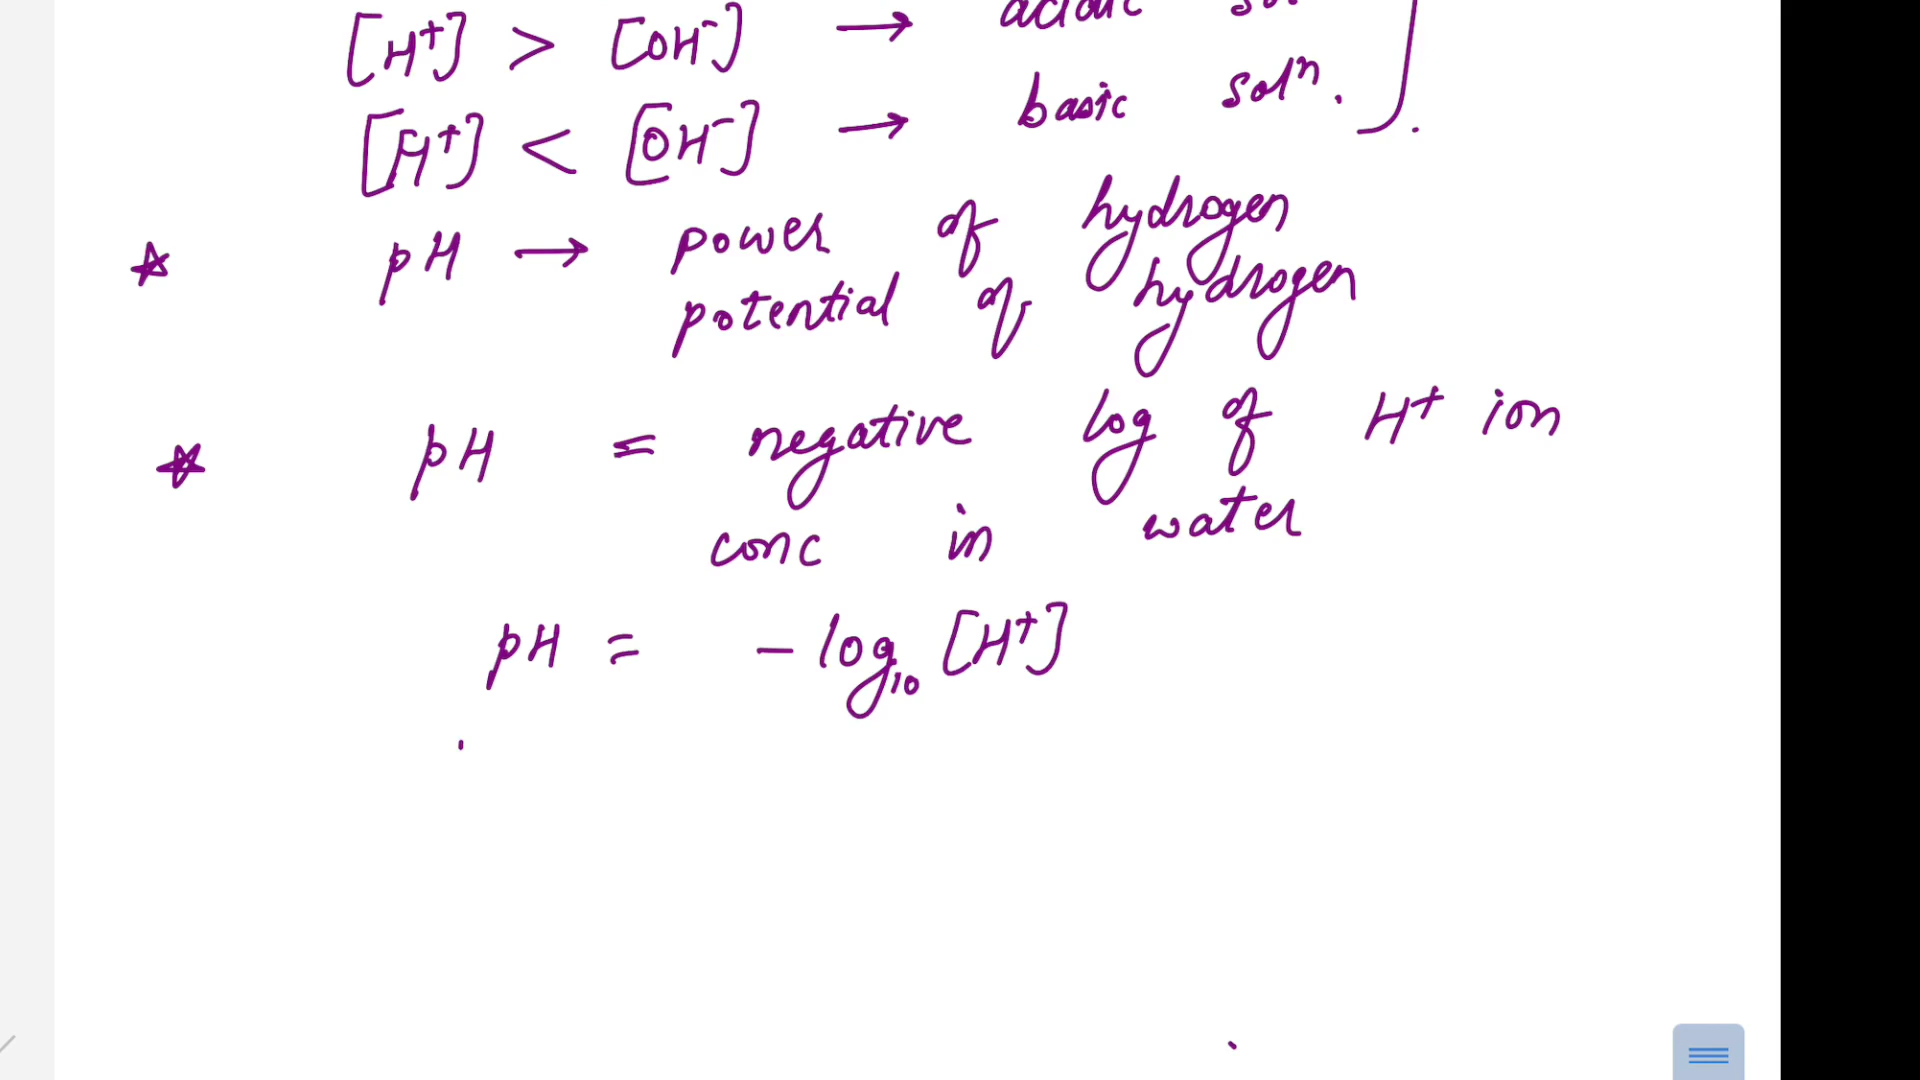 [H⁺] > [OH⁻] → acidic
[H⁺] < [OH⁻] → basic solⁿ.
☆ pH → power of hydrogen
potential of hydrogen
☆ pH = negative log of H⁺ ion
conc in water
pH = - log₁₀ [H⁺]